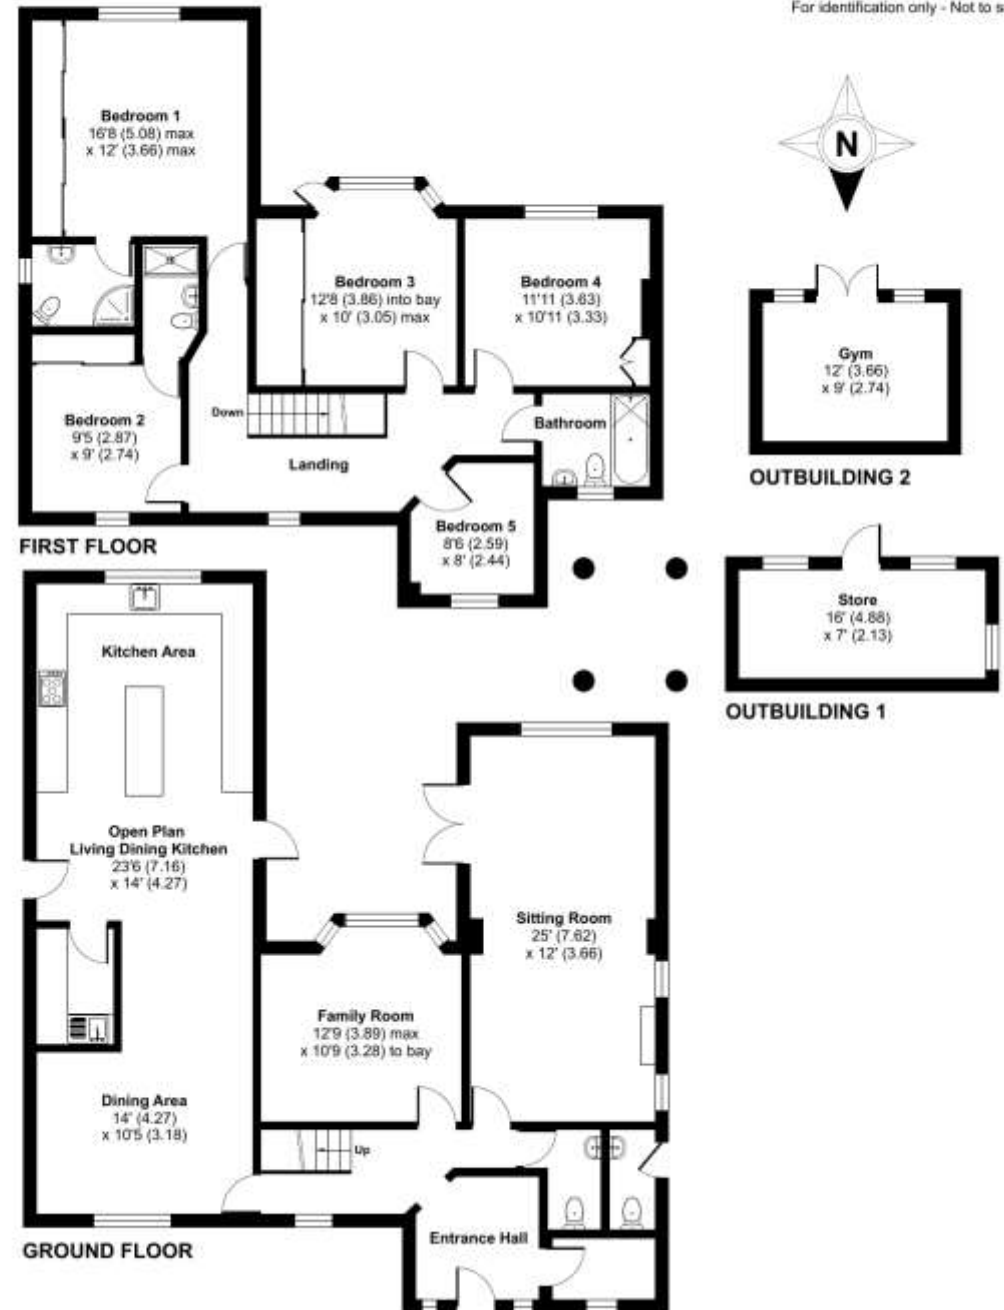 For identification only - Not to s
N
Bedroom 1
16'8 (5.08) max
x 12' (3.66) max
Bedroom 3
12'8 (3.86) into bay
x 10' (3.05) max
Bedroom 4
11'11 (3.63)
x 10'11 (3.33)
Bedroom 2
9'5 (2.87)
x 9' (2.74)
Down
Landing
Bathroom
Bedroom 5
8'6 (2.59)
x 8' (2.44)
FIRST FLOOR
Gym
12' (3.66)
x 9' (2.74)
OUTBUILDING 2
Store
16' (4.88)
x 7' (2.13)
OUTBUILDING 1
Kitchen Area
Open Plan
Living Dining Kitchen
23'6 (7.16)
x 14' (4.27)
Sitting Room
25' (7.62)
x 12' (3.66)
Family Room
12'9 (3.89) max
x 10'9 (3.28) to bay
Dining Area
14' (4.27)
x 10'5 (3.18)
Up
Entrance Hall
GROUND FLOOR